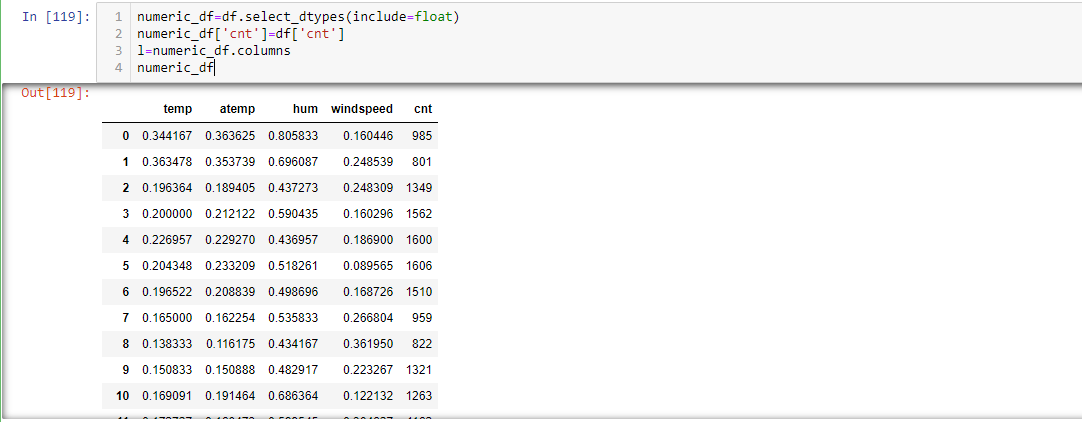 In [119]:
1 numeric_df=df.select_dtypes(include=float)
2 numeric_df['cnt']=df['cnt']
3 l=numeric_df.columns
4 numeric_df
Out[119]:
temp atemp hum windspeed cnt
0 0.344167 0.363625 0.805833 0.160446 985
1 0.363478 0.353739 0.696087 0.248539 801
2 0.196364 0.189405 0.437273 0.248309 1349
3 0.200000 0.212122 0.590435 0.160296 1562
4 0.226957 0.229270 0.436957 0.186900 1600
5 0.204348 0.233209 0.518261 0.089565 1606
6 0.196522 0.208839 0.498696 0.168726 1510
7 0.165000 0.162254 0.535833 0.266804 959
8 0.138333 0.116175 0.434167 0.361950 822
9 0.150833 0.150888 0.482917 0.223267 1321
10 0.169091 0.191464 0.686364 0.122132 1263